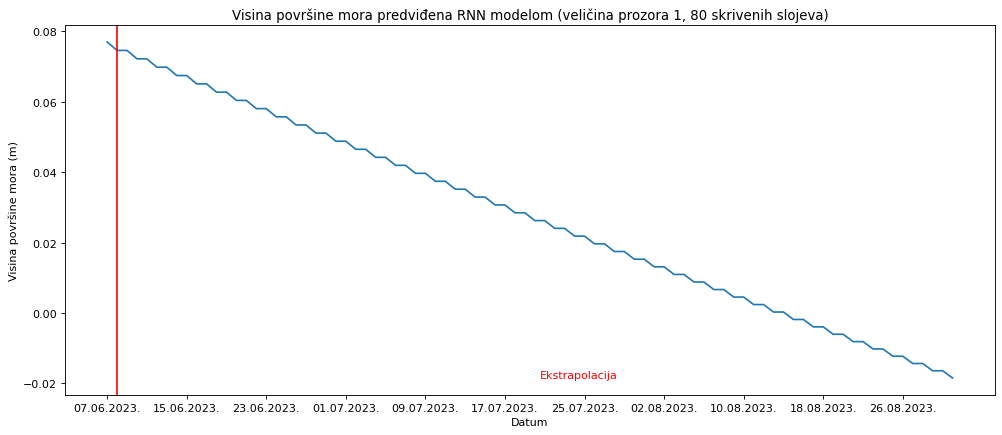 Visina površine mora predviđena RNN modelom (veličina prozora 1, 80 skrivenih slojeva)
0.08
0.06
0.04
0.02
0.00
−0.02
Visina površine mora (m)
Ekstrapolacija
07.06.2023. 15.06.2023. 23.06.2023. 01.07.2023. 09.07.2023. 17.07.2023. 25.07.2023. 02.08.2023. 10.08.2023. 18.08.2023. 26.08.2023.
Datum